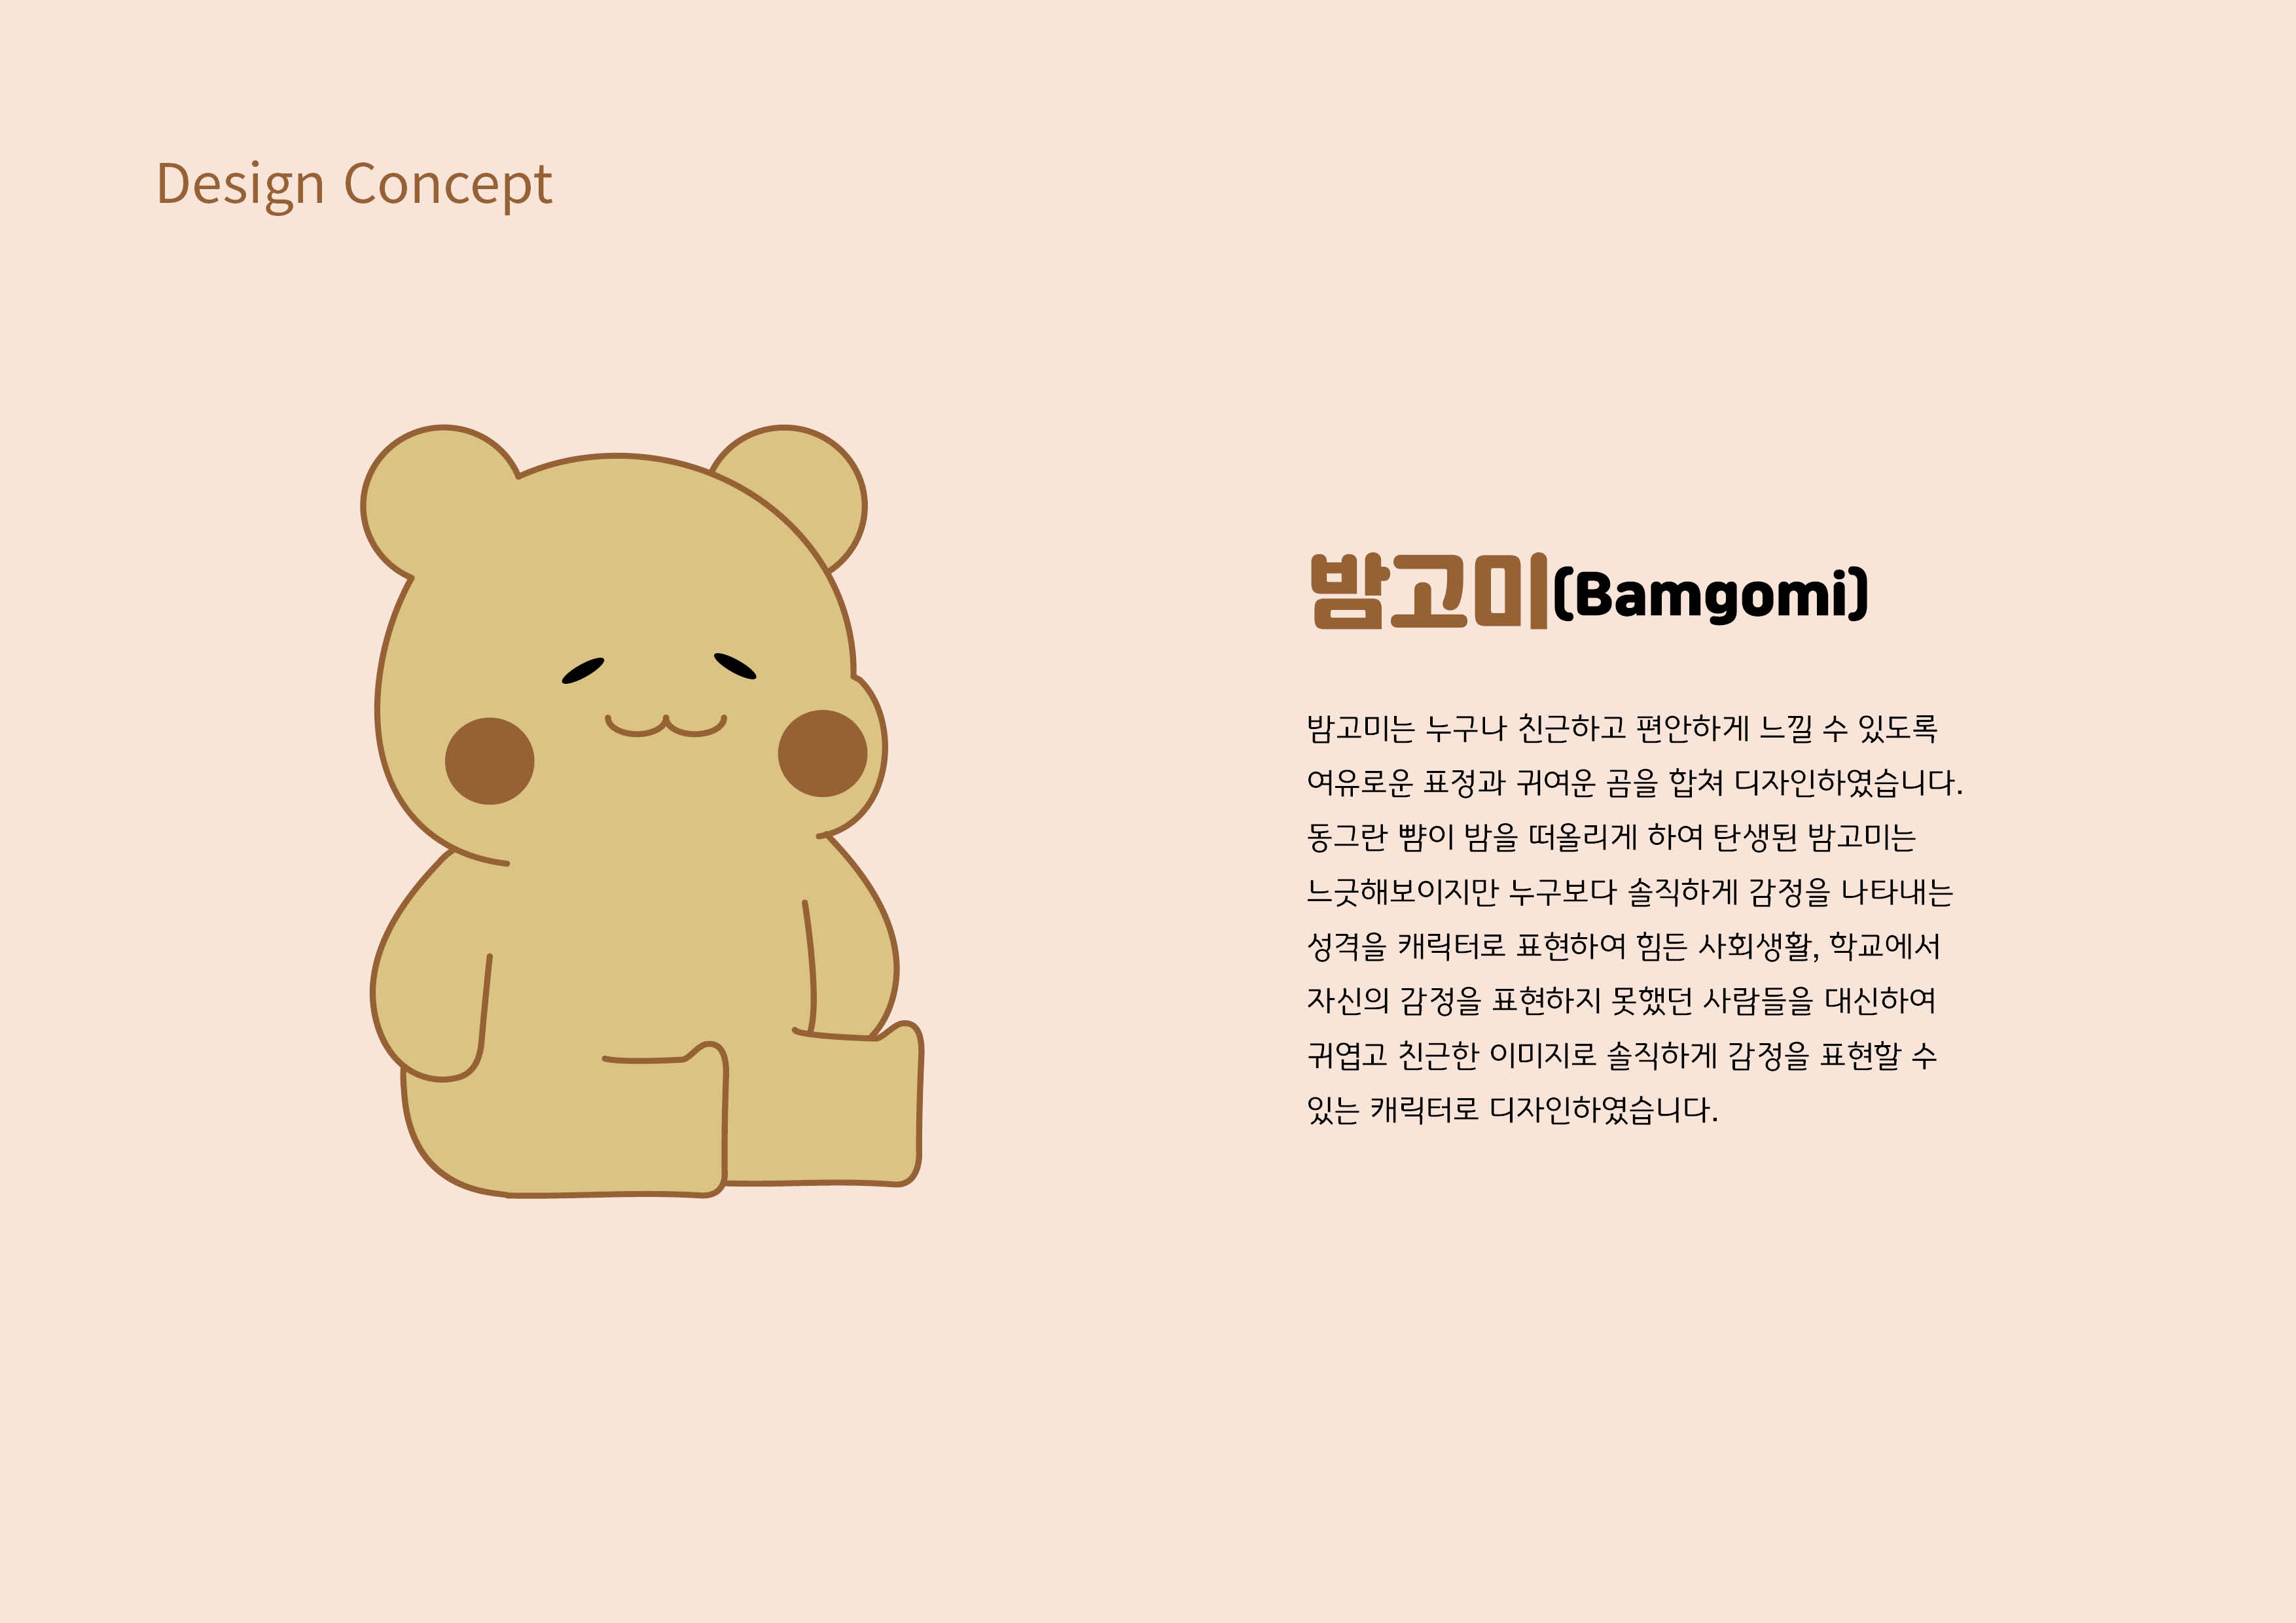 Design Concept
밤고미(Bamgomi)
밤고미는 누구나 친근하고 편안하게 느낄 수 있도록
여유로운 표정과 귀여운 곰을 합쳐 디자인하였습니다.
동그란 뺨이 밤을 떠올리게 하여 탄생된 밤고미는
느긋해보이지만 누구보다 솔직하게 감정을 나타내는
성격을 캐릭터로 표현하여 힘든 사회생활, 학교에서
자신의 감정을 표현하지 못했던 사람들을 대신하여
귀엽고 친근한 이미지로 솔직하게 감정을 표현할 수
있는 캐릭터로 디자인하였습니다.